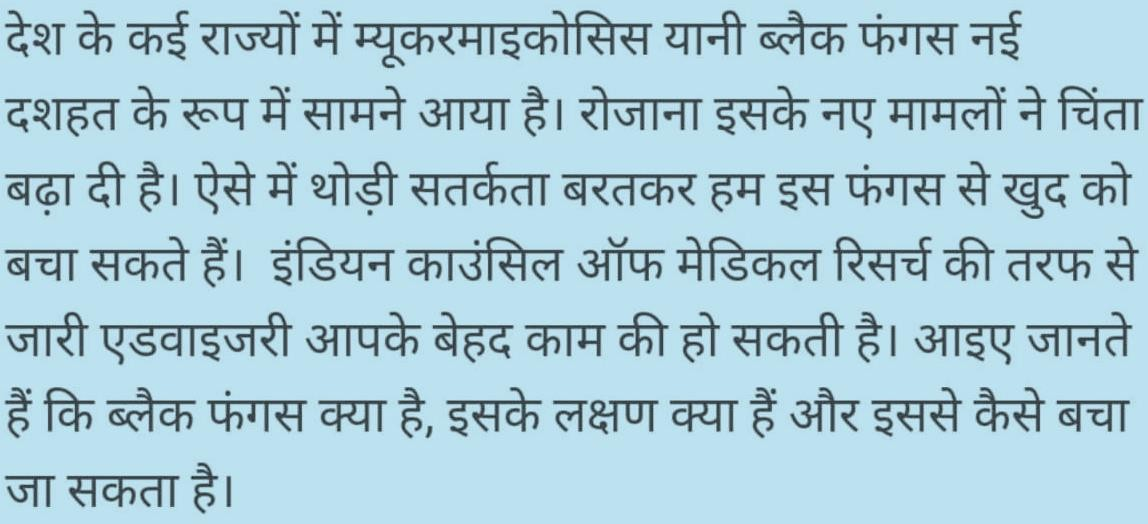 देश के कई राज्यों में म्यूकरमाइकोसिस यानी ब्लैक फंगस नई
दशहत के रूप में सामने आया है। रोजाना इसके नए मामलों ने चिंता
बढ़ा दी है। ऐसे में थोड़ी सतर्कता बरतकर हम इस फंगस से खुद को
बचा सकते हैं। इंडियन काउंसिल ऑफ मेडिकल रिसर्च की तरफ से
जारी एडवाइजरी आपके बेहद काम की हो सकती है। आइए जानते
हैं कि ब्लैक फंगस क्या है, इसके लक्षण क्या हैं और इससे कैसे बचा
जा सकता है।